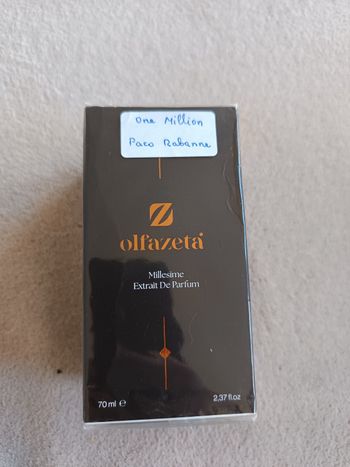 One Million
Paco Rabanne
Z
olfazeta
Millesime
Extrait De Parfum
70 ml e
2,37 fl.oz